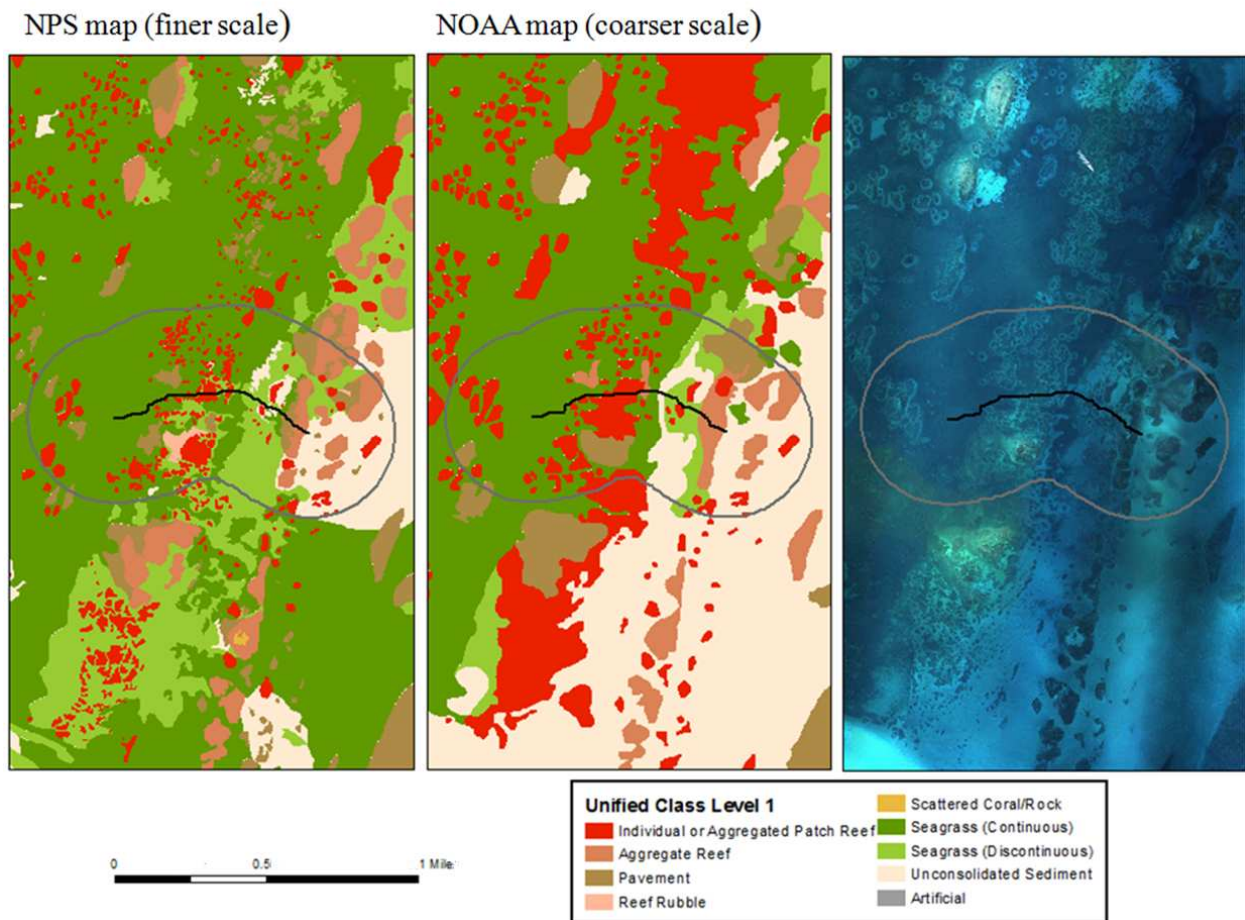 NPS map (finer scale)
NOAA map (coarser scale)
Unified Class Level 1
Individual or Aggregated Patch Reef
Aggregate Reef
Pavement
Reef Rubble
Scattered Coral/Rock
Seagrass (Continuous)
Seagrass (Discontinuous)
Unconsolidated Sediment
Artificial
0 0.5 1 Mile